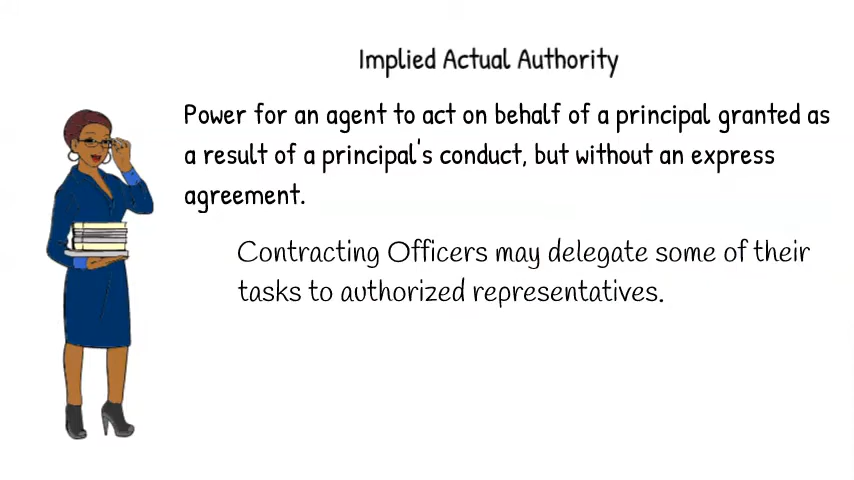 Implied Actual Authority
Power for an agent to act on behalf of a principal granted as
a result of a principal's conduct, but without an express
agreement.
Contracting Officers may delegate some of their
tasks to authorized representatives.